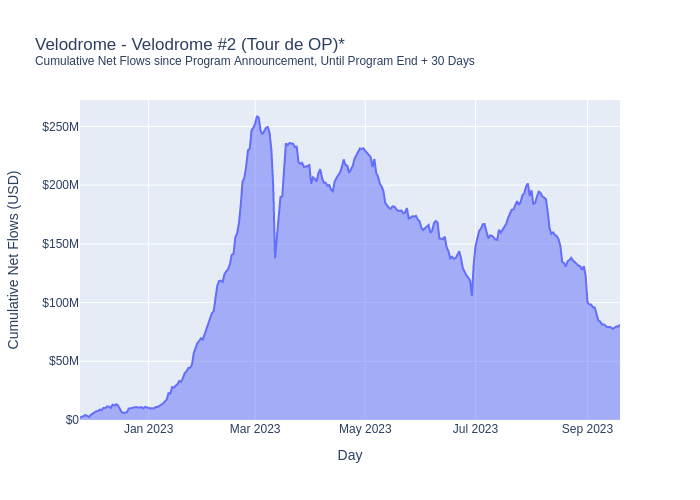 Velodrome - Velodrome #2 (Tour de OP)*
Cumulative Net Flows since Program Announcement, Until Program End + 30 Days
Cumulative Net Flows (USD)
$250M
$200M
$150M
$100M
$50M
$0
Jan 2023
Mar 2023
May 2023
Jul 2023
Sep 2023
Day